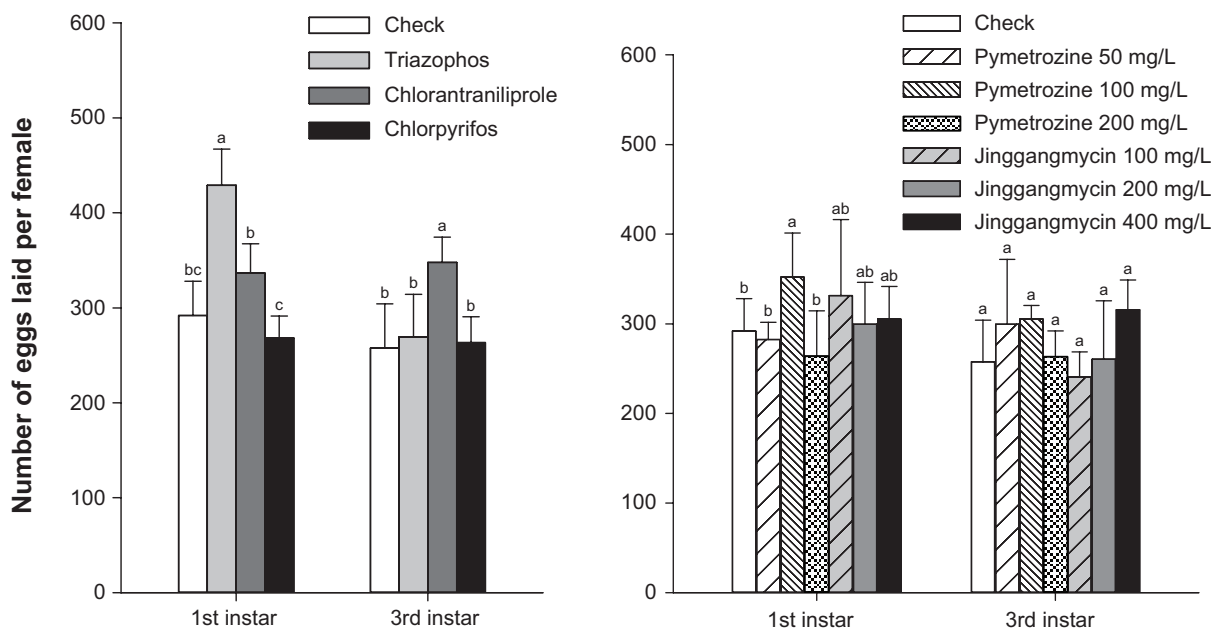 Number of eggs laid per female
600
500
400
300
200
100
0
Check
Triazophos
Chlorantraniliprole
Chlorpyrifos
bc
a
b
c
b
b
a
b
1st instar
3rd instar
600
500
400
300
200
100
0
Check
Pymetrozine 50 mg/L
Pymetrozine 100 mg/L
Pymetrozine 200 mg/L
Jinggangmycin 100 mg/L
Jinggangmycin 200 mg/L
Jinggangmycin 400 mg/L
b
b
a
b
ab
ab
ab
a
a
a
a
a
a
a
1st instar
3rd instar